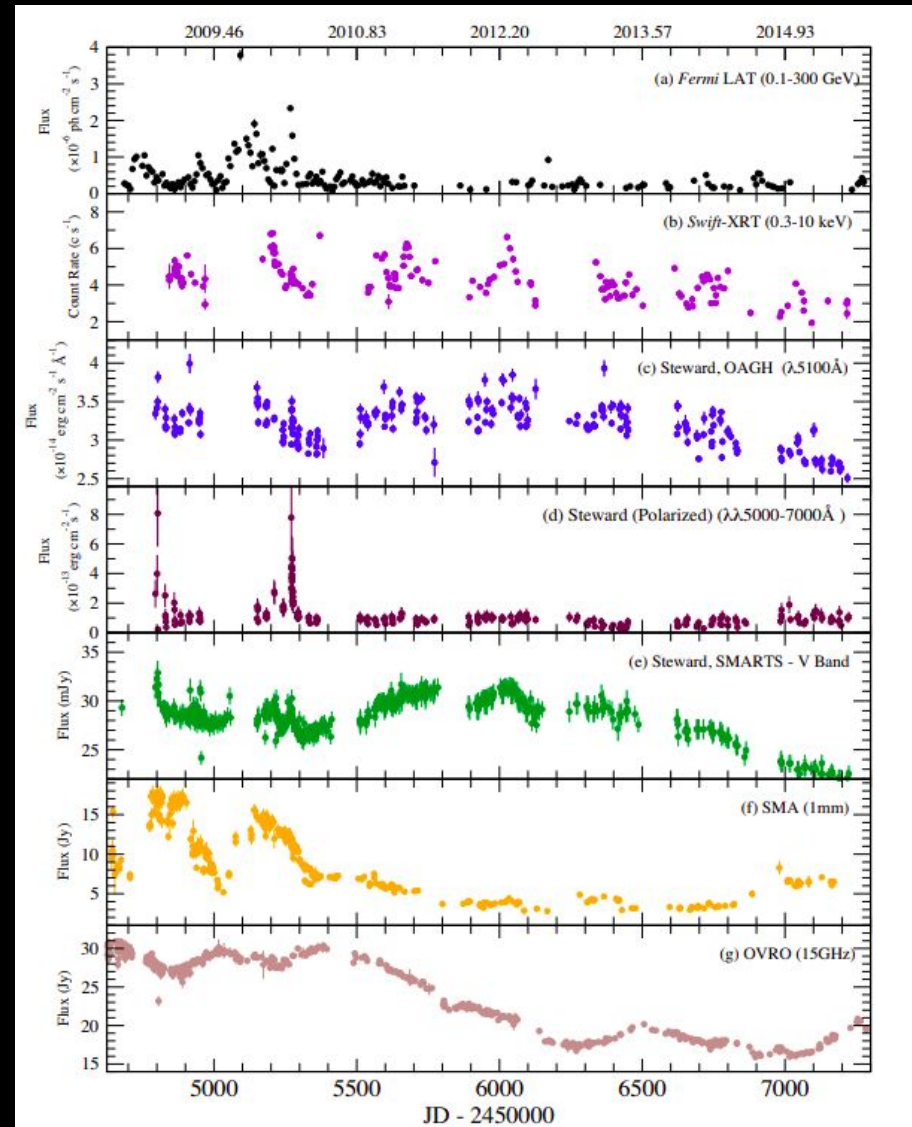 2009.46 2010.83 2012.20 2013.57 2014.93
(a) Fermi LAT (0.1-300 GeV)
Flux
(×10⁻⁶ ph cm⁻² s⁻¹)
4
3
2
1
0
(b) Swift-XRT (0.3-10 keV)
Count Rate (c s⁻¹)
8
6
4
2
(c) Steward, OAGH (λ5100Å)
Flux
(×10⁻¹⁴ erg cm⁻² s⁻¹ Å⁻¹)
4
3.5
3
2.5
(d) Steward (Polarized) (λλ5000-7000Å )
Flux
(×10⁻¹³ erg cm⁻² s⁻¹)
8
6
4
2
0
(e) Steward, SMARTS - V Band
Flux (mJy)
35
30
25
(f) SMA (1mm)
Flux (Jy)
15
10
5
(g) OVRO (15GHz)
Flux (Jy)
30
25
20
15
5000 5500 6000 6500 7000
JD - 2450000